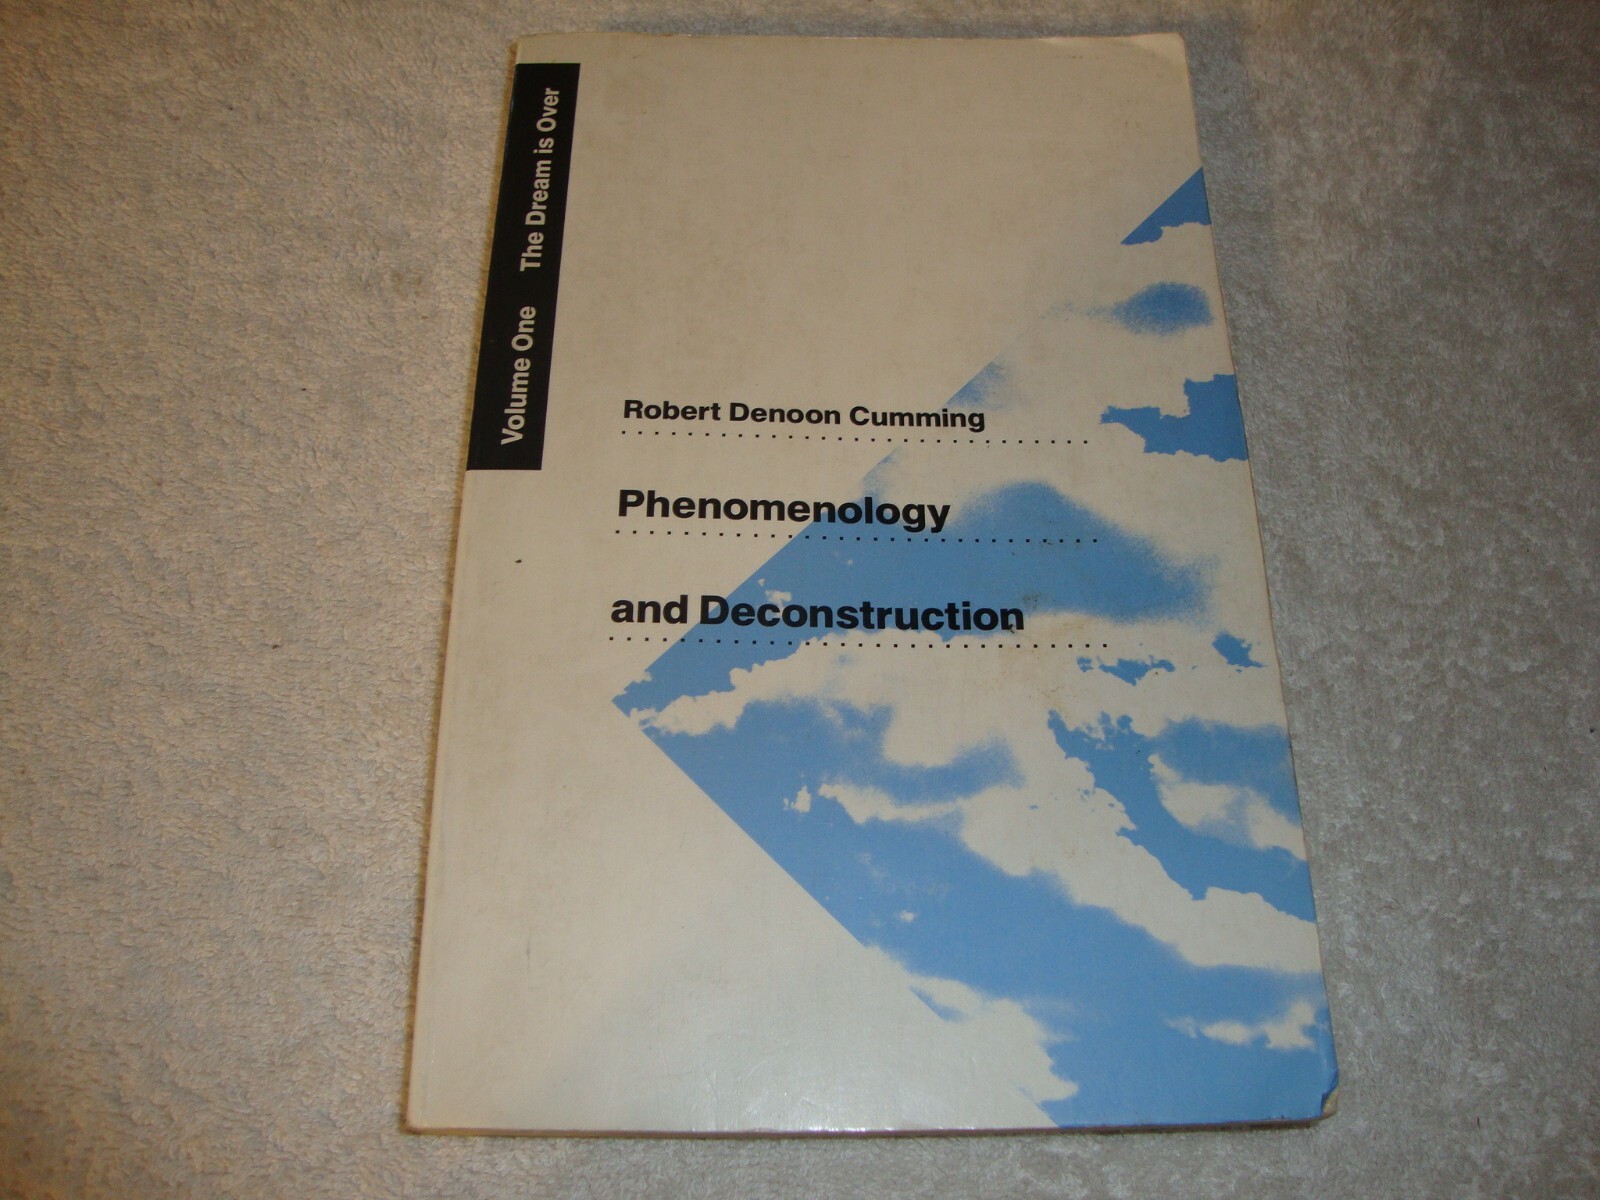 Volume One The Dream is Over
Robert Denoon Cumming
Phenomenology
and Deconstruction